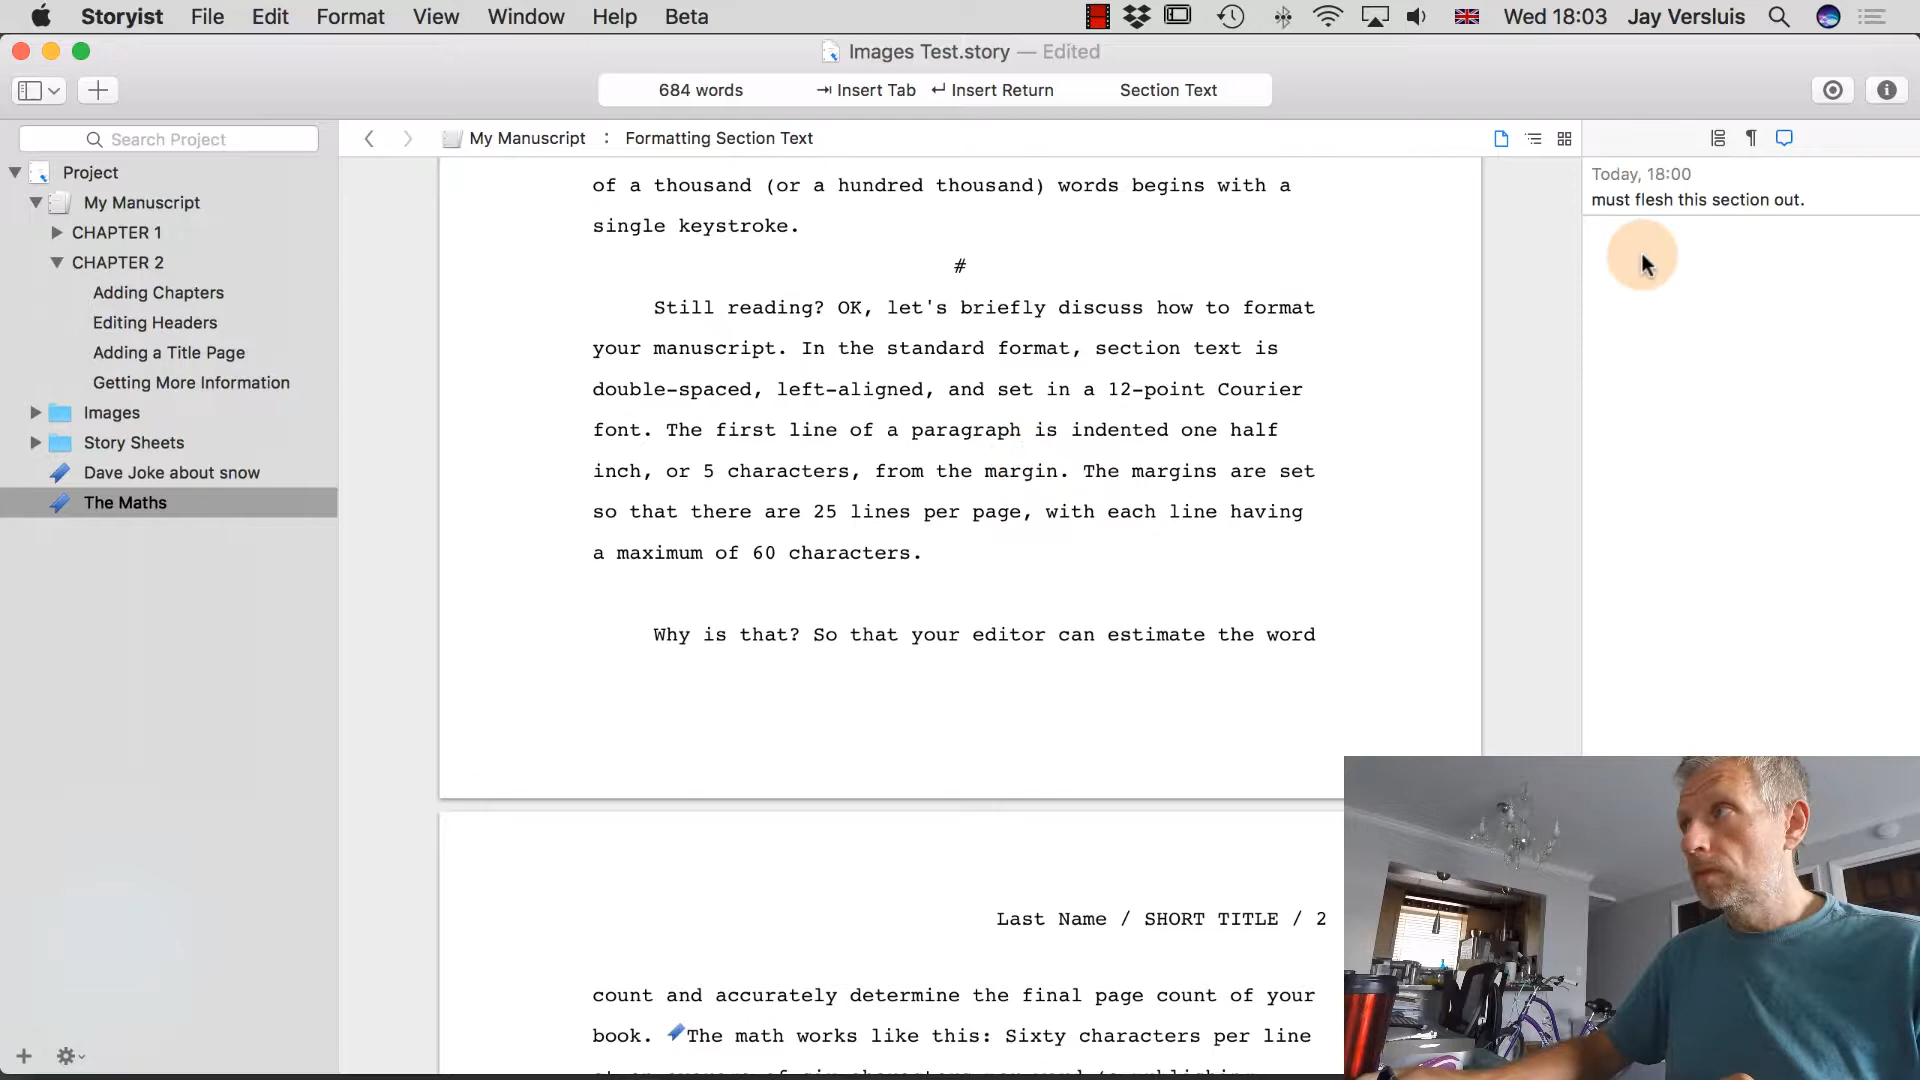 Storyist File Edit Format View Window Help Beta Wed 18:03 Jay Versluis
Images Test.story — Edited
684 words Insert Tab Insert Return Section Text
Search Project
My Manuscript : Formatting Section Text
Project
My Manuscript
CHAPTER 1
CHAPTER 2
Adding Chapters
Editing Headers
Adding a Title Page
Getting More Information
Images
Story Sheets
Dave Joke about snow
The Maths
of a thousand (or a hundred thousand) words begins with a
single keystroke.
#
Still reading? OK, let's briefly discuss how to format
your manuscript. In the standard format, section text is
double-spaced, left-aligned, and set in a 12-point Courier
font. The first line of a paragraph is indented one half
inch, or 5 characters, from the margin. The margins are set
so that there are 25 lines per page, with each line having
a maximum of 60 characters.
Why is that? So that your editor can estimate the word
Last Name / SHORT TITLE / 2
count and accurately determine the final page count of your
book. The math works like this: Sixty characters per line
Today, 18:00
must flesh this section out.